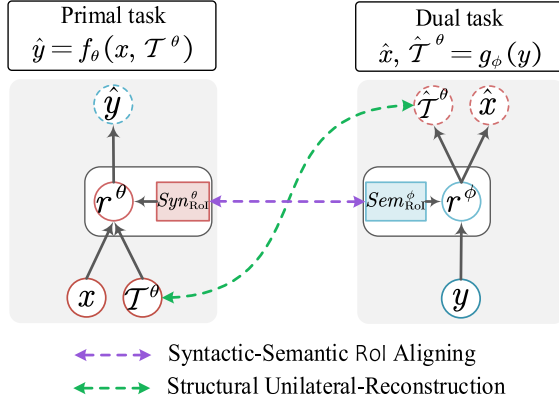 Primal task
ŷ = f_θ(x, 𝒯^θ)
Dual task
x̂, 𝒯̂^θ = g_ϕ(y)
ŷ
𝒯̂^θ
x̂
r^θ
Syn^θ_RoI
Sem^ϕ_RoI
r^ϕ
x
𝒯^θ
y
Syntactic-Semantic RoI Aligning
Structural Unilateral-Reconstruction